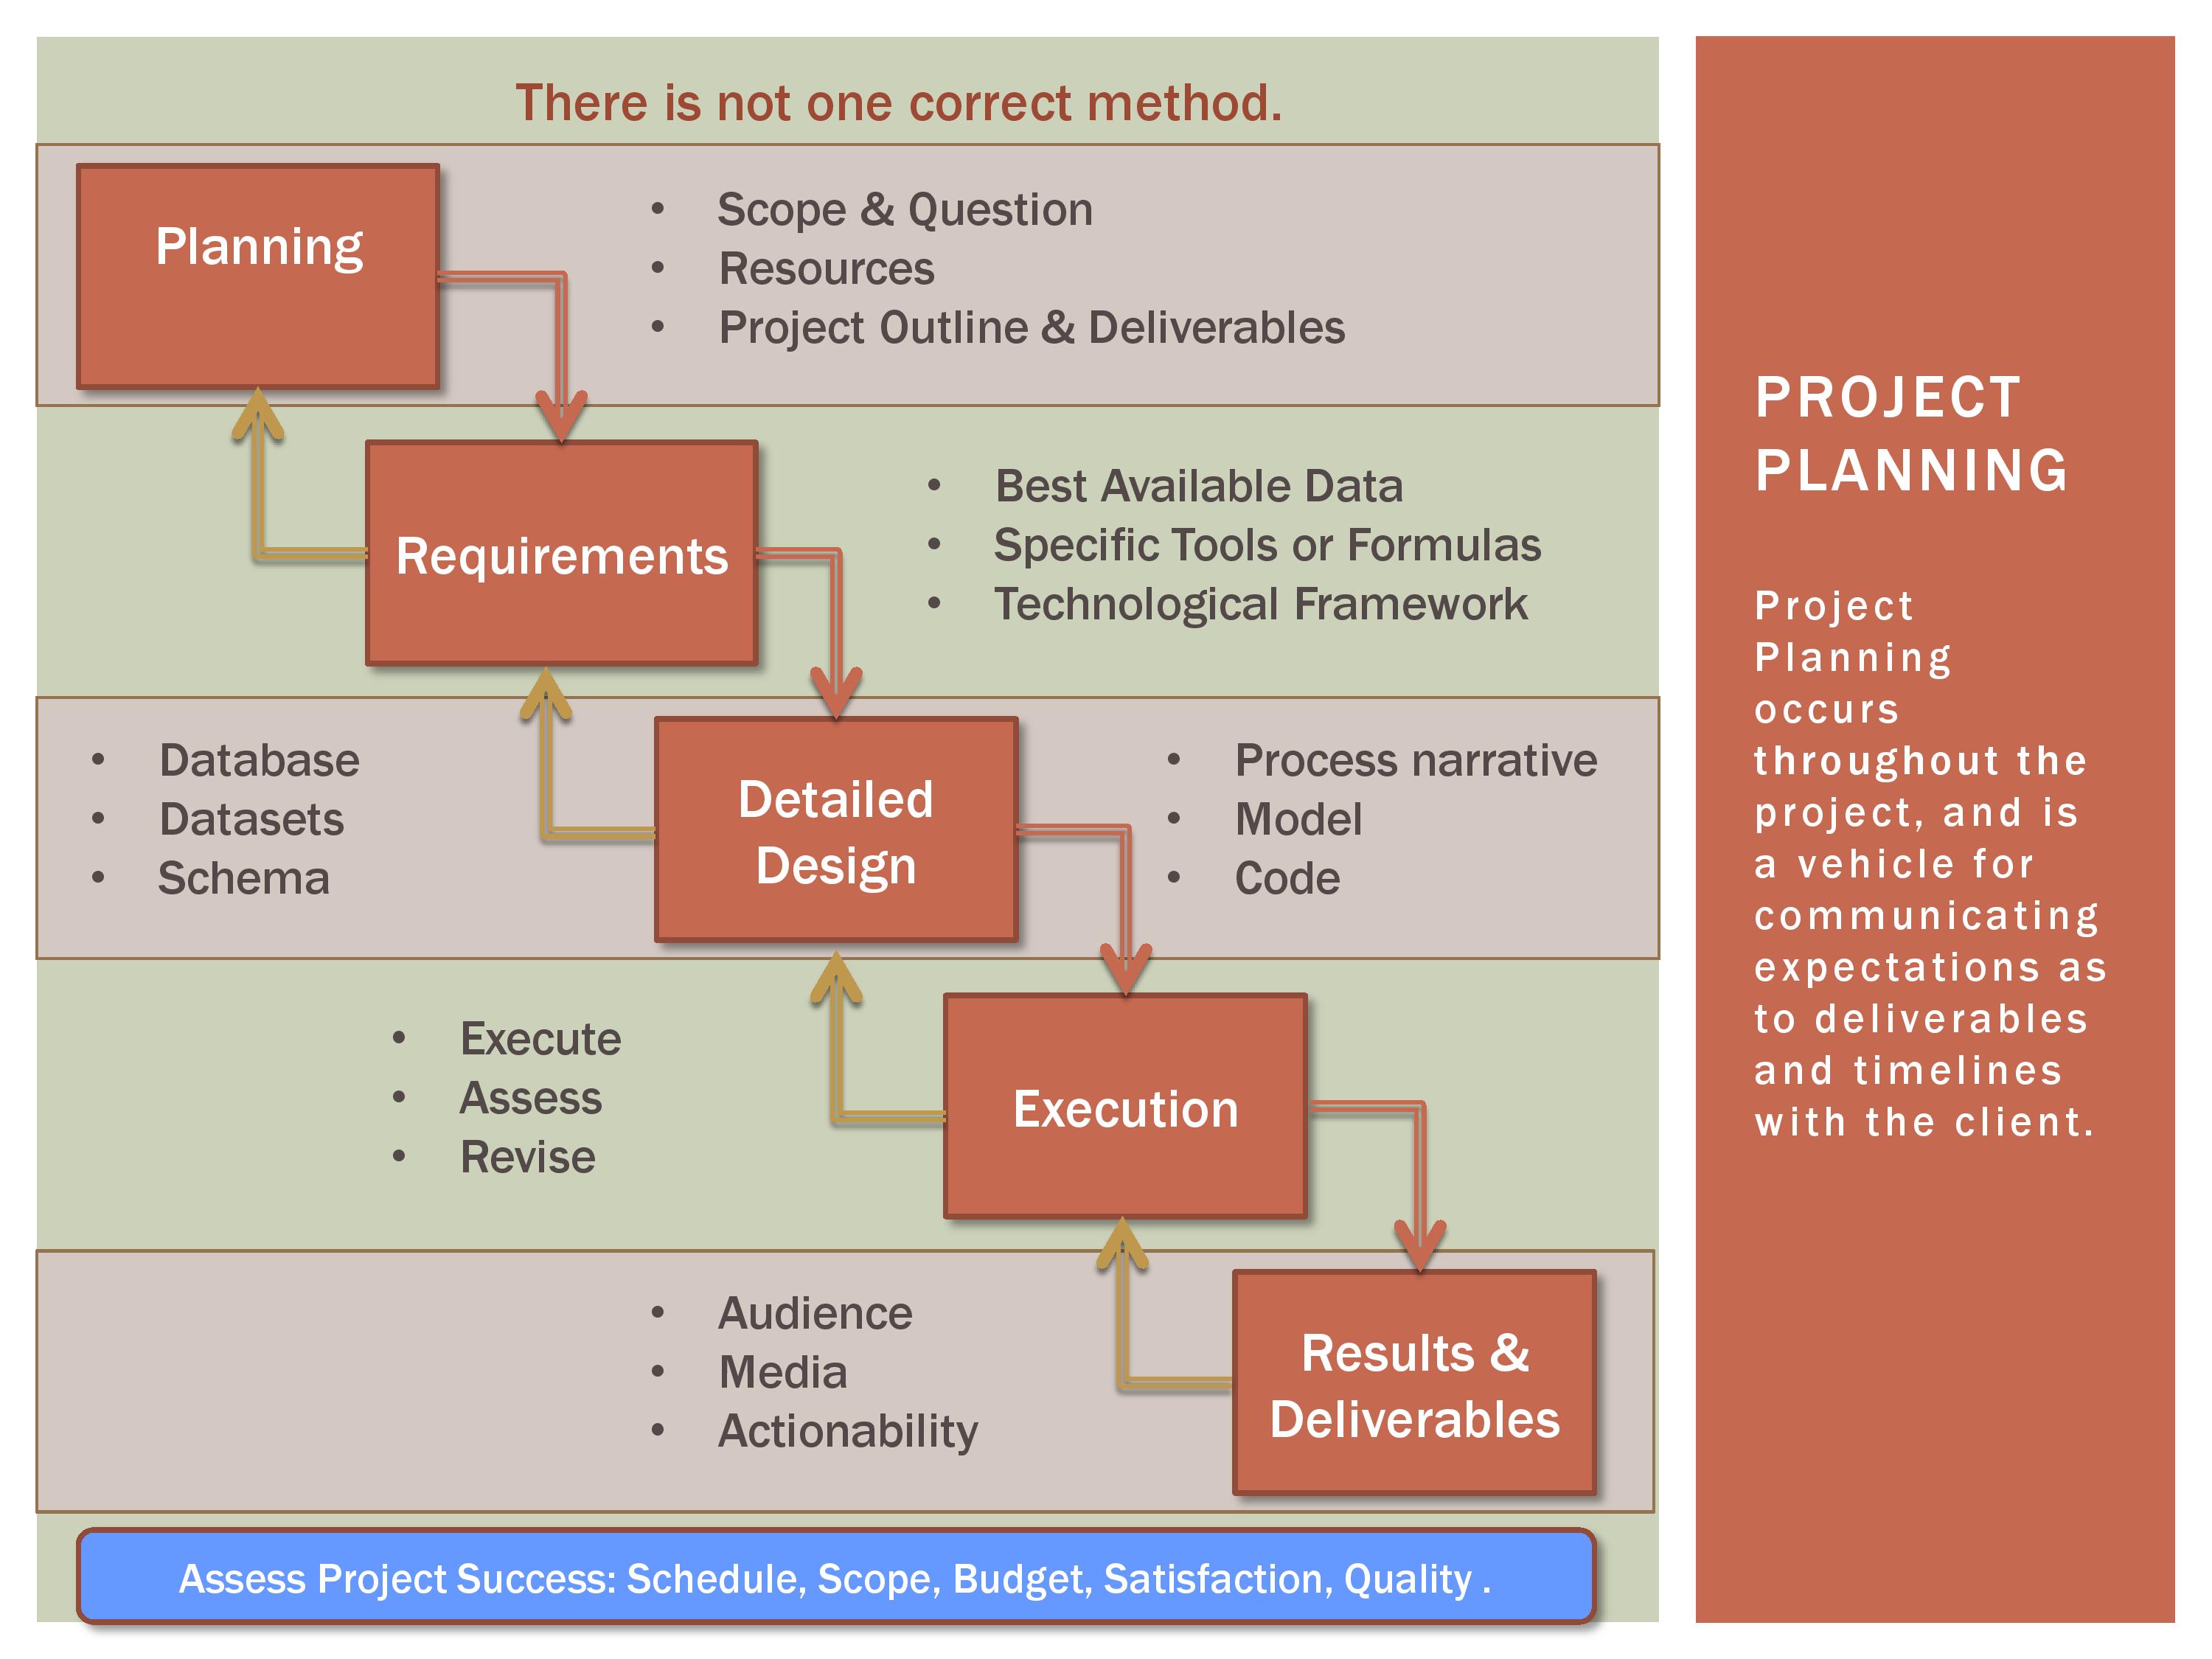 There is not one correct method.
Planning
• Scope & Question
• Resources
• Project Outline & Deliverables
Requirements
• Best Available Data
• Specific Tools or Formulas
• Technological Framework
• Database
• Datasets
• Schema
Detailed
Design
• Process narrative
• Model
• Code
• Execute
• Assess
• Revise
Execution
• Audience
• Media
• Actionability
Results &
Deliverables
Assess Project Success: Schedule, Scope, Budget, Satisfaction, Quality .
PROJECT
PLANNING
Project
Planning
occurs
throughout the
project, and is
a vehicle for
communicating
expectations as
to deliverables
and timelines
with the client.